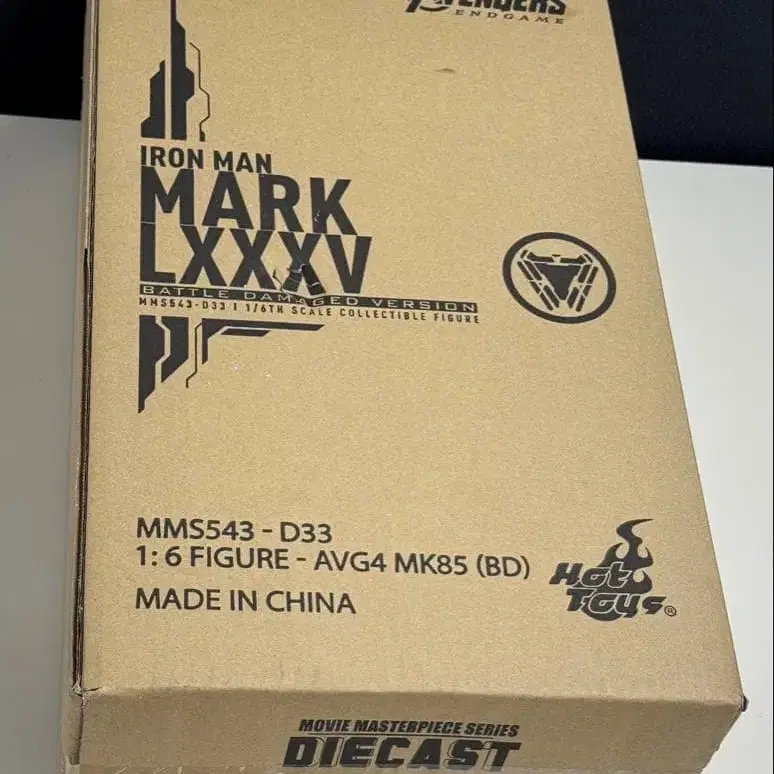 AVENGERS
ENDGAME
IRON MAN
MARK
LXXXV
BATTLE DAMAGED VERSION
MMS543-D33 | 1/6TH SCALE COLLECTIBLE FIGURE
MMS543 - D33
1: 6 FIGURE - AVG4 MK85 (BD)
MADE IN CHINA
Hot
Toys®
MOVIE MASTERPIECE SERIES
DIECAST